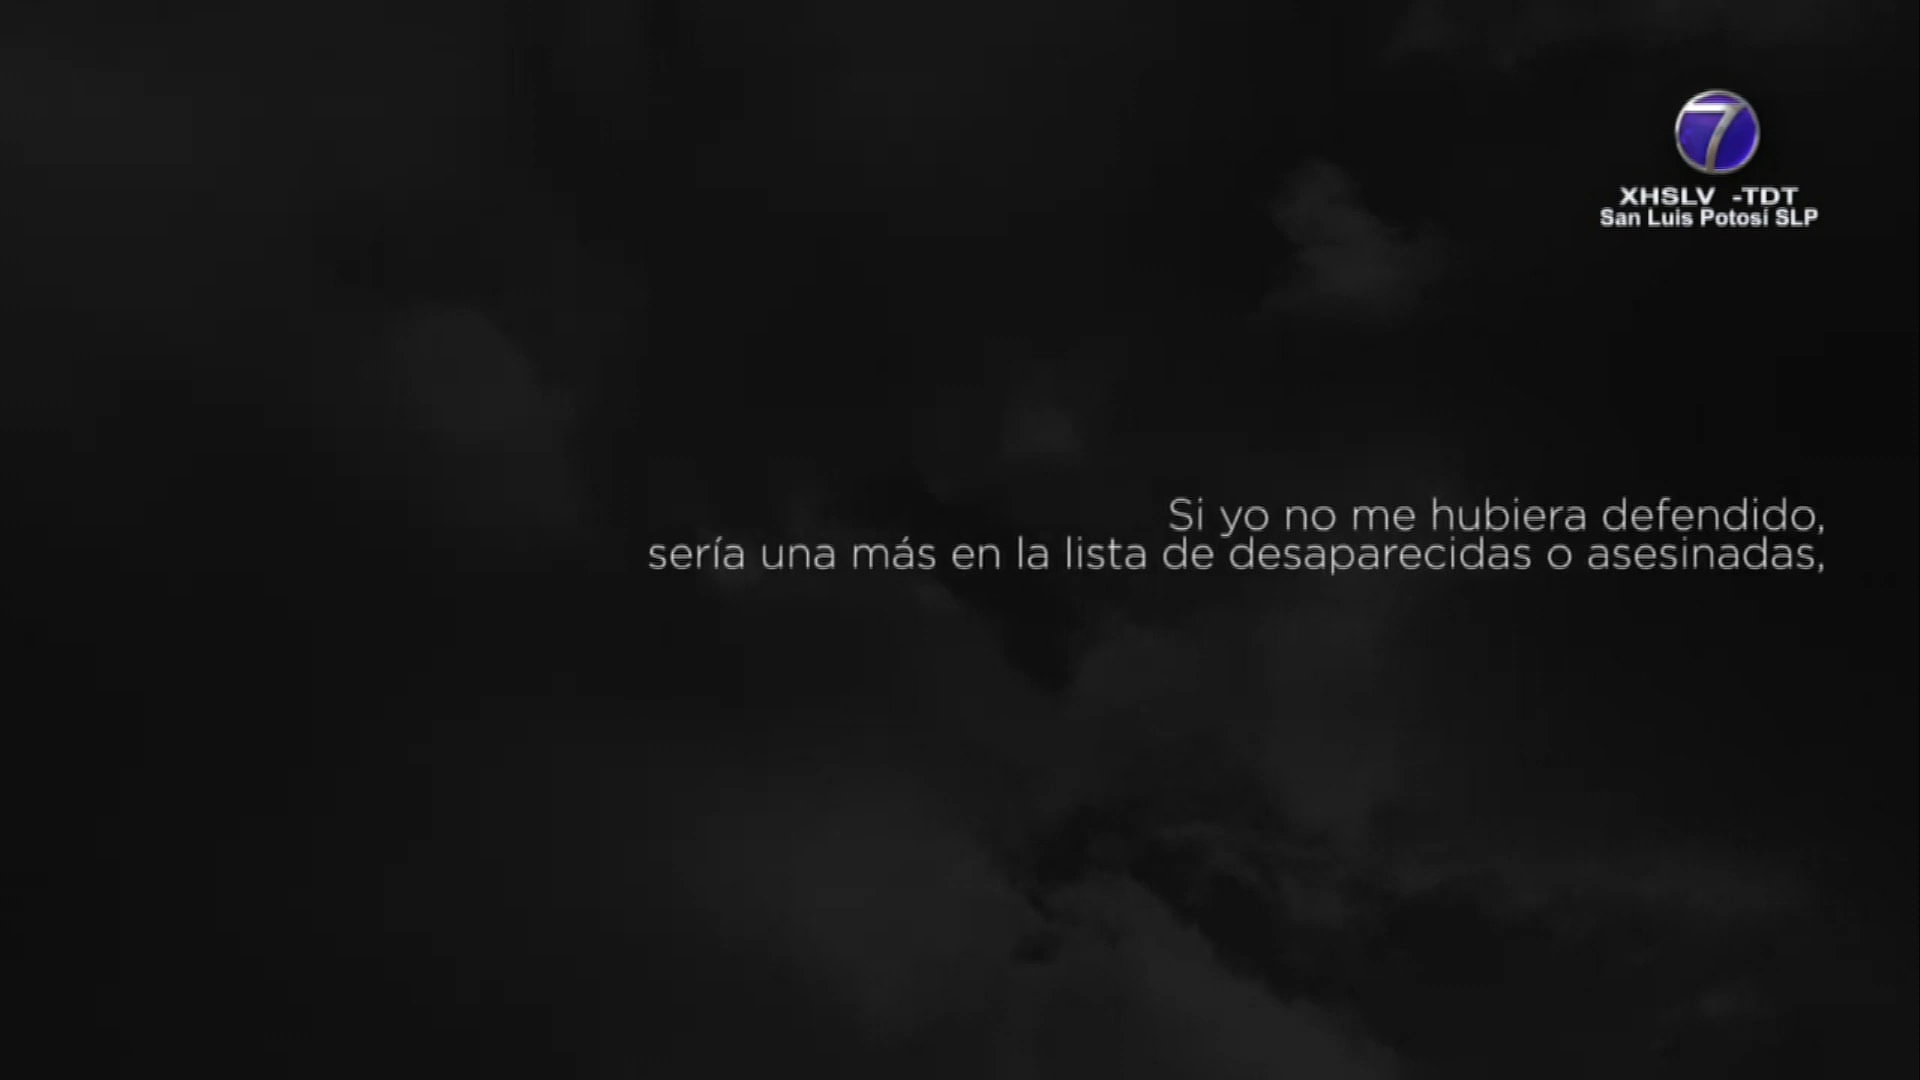 7
XHSLV -TDT
San Luis Potosí SLP
Si yo no me hubiera defendido,
sería una más en la lista de desaparecidas o asesinadas,